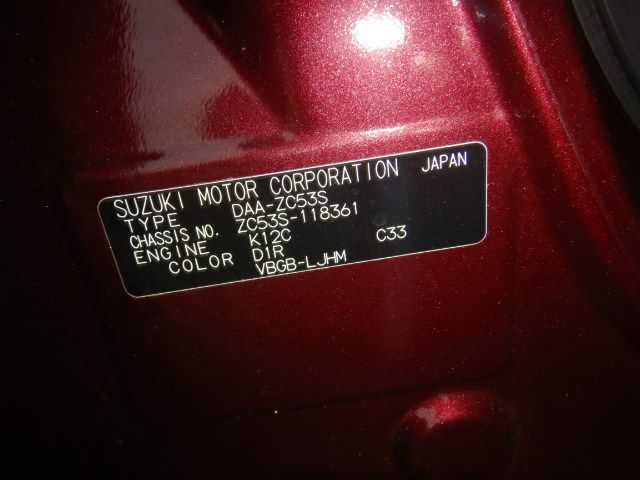 SUZUKI MOTOR CORPORATION JAPAN
TYPE DAA-ZC53S
CHASSIS NO. ZC53S-118361
ENGINE K12C C33
COLOR D1R
VBGB-LJHM